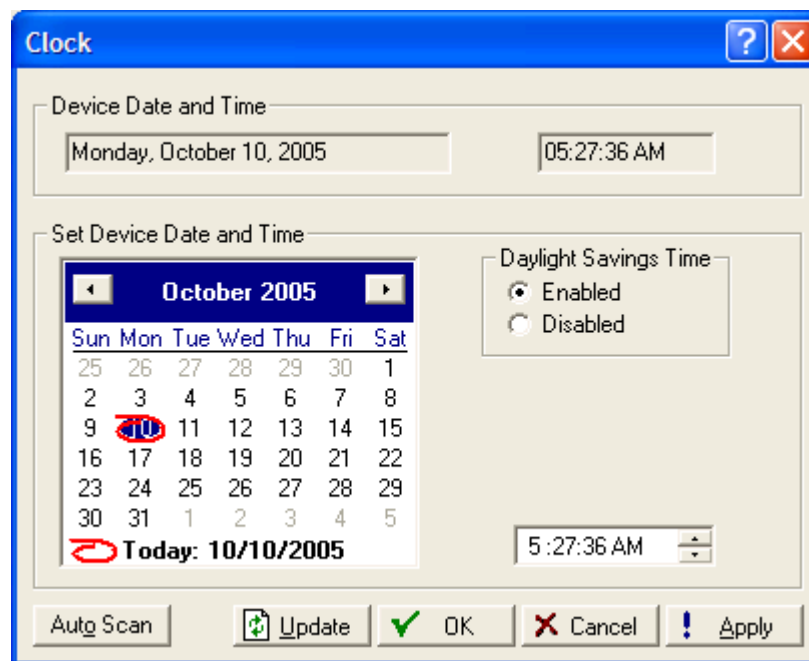 Clock
Device Date and Time
Monday, October 10, 2005 05:27:36 AM
Set Device Date and Time
October 2005
Sun Mon Tue Wed Thu Fri Sat
25 26 27 28 29 30 1
2 3 4 5 6 7 8
9 10 11 12 13 14 15
16 17 18 19 20 21 22
23 24 25 26 27 28 29
30 31 1 2 3 4 5
Today: 10/10/2005
Daylight Savings Time
Enabled
Disabled
5 :27:36 AM
Auto Scan Update OK Cancel Apply